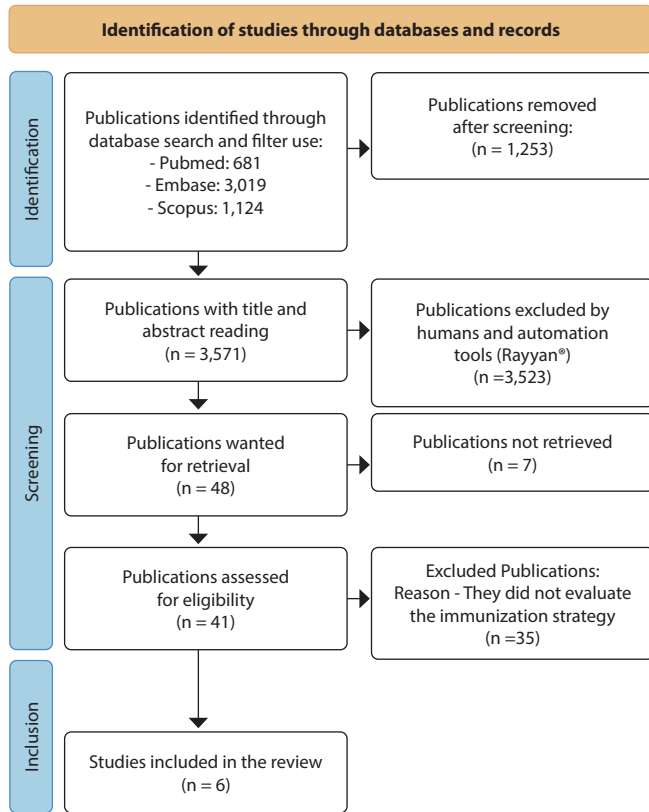 Identification of studies through databases and records
Identification
Publications identified through
database search and filter use:
- Pubmed: 681
- Embase: 3,019
- Scopus: 1,124
Publications removed
after screening:
(n = 1,253)
Screening
Publications with title and
abstract reading
(n = 3,571)
Publications excluded by
humans and automation
tools (Rayyan®)
(n =3,523)
Publications wanted
for retrieval
(n = 48)
Publications not retrieved
(n = 7)
Publications assessed
for eligibility
(n = 41)
Excluded Publications:
Reason - They did not evaluate
the immunization strategy
(n =35)
Inclusion
Studies included in the review
(n = 6)